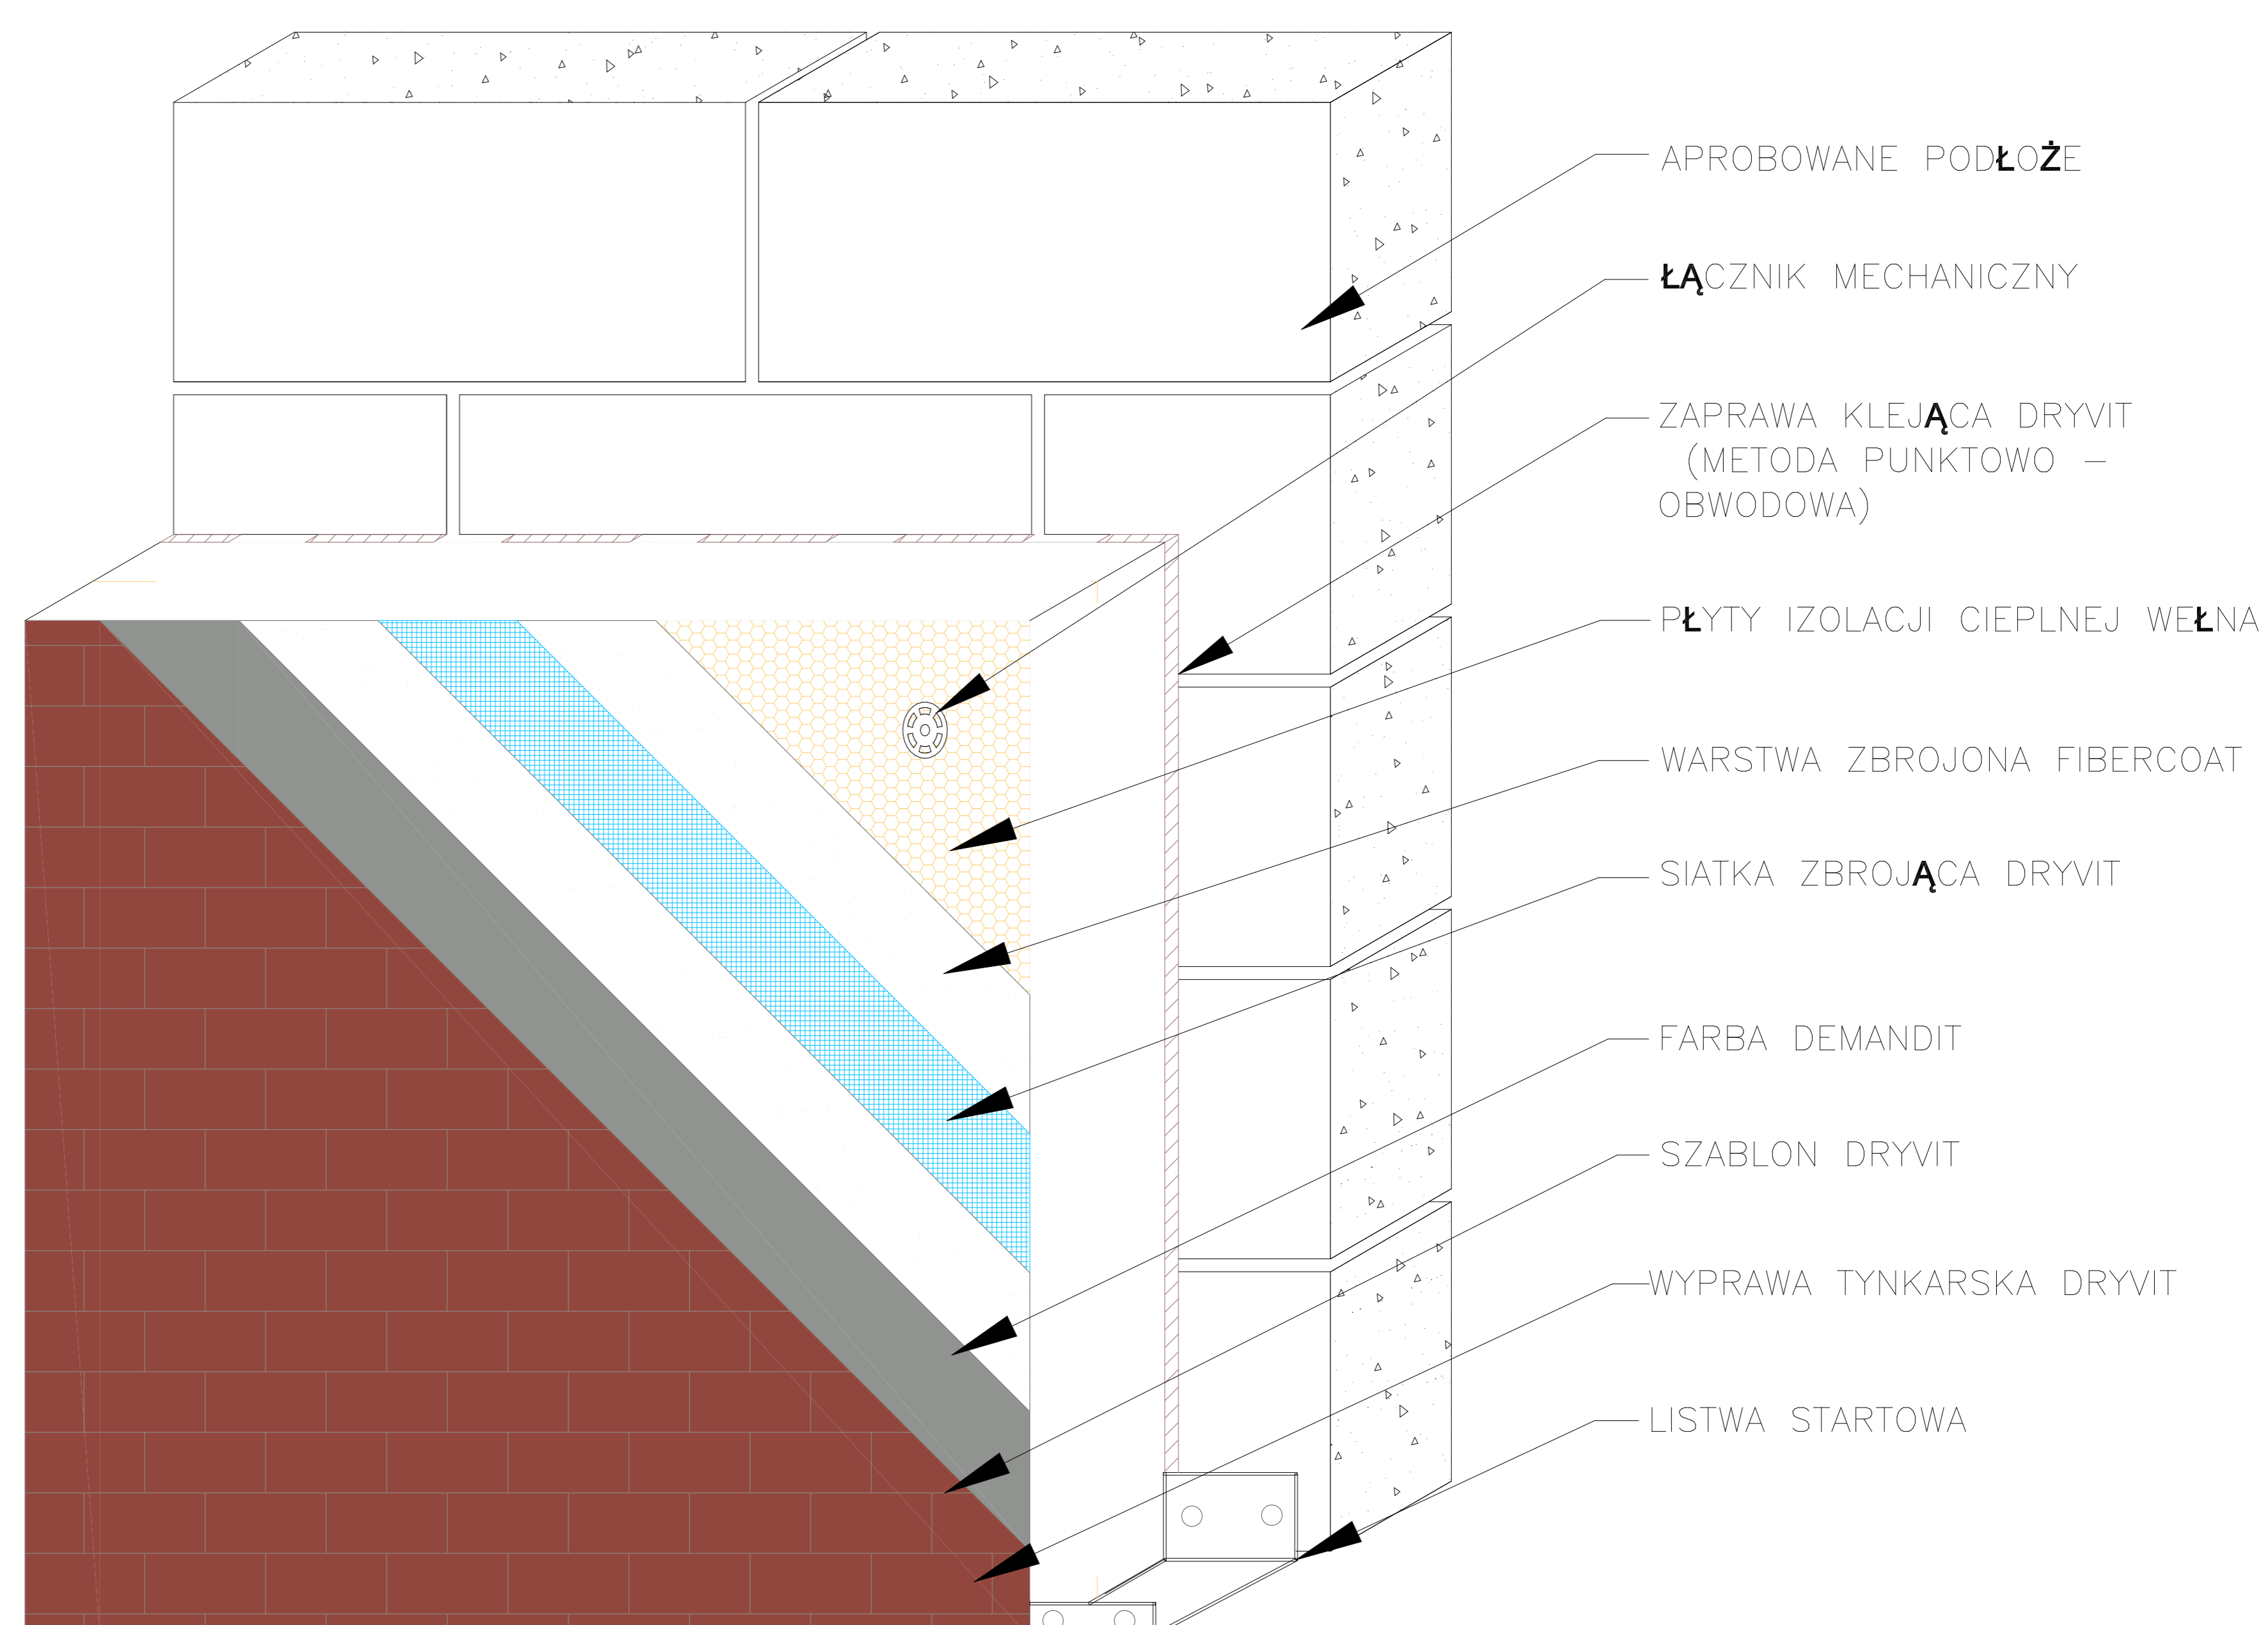 APROBOWANE PODŁOŻE
ŁĄCZNIK MECHANICZNY
ZAPRAWA KLEJĄCA DRYVIT
(METODA PUNKTOWO –
OBWODOWA)
PŁYTY IZOLACJI CIEPLNEJ WEŁNA
WARSTWA ZBROJONA FIBERCOAT
SIATKA ZBROJĄCA DRYVIT
FARBA DEMANDIT
SZABLON DRYVIT
WYPRAWA TYNKARSKA DRYVIT
LISTWA STARTOWA